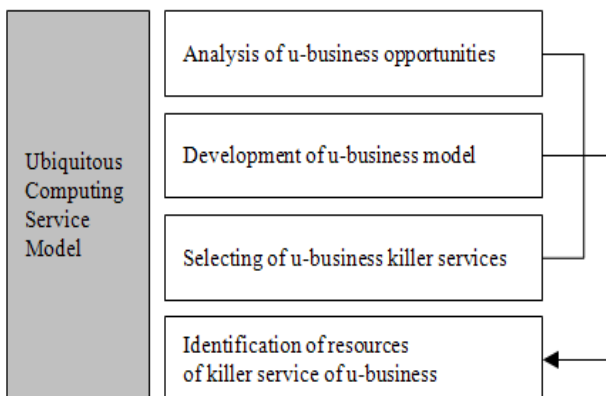 Ubiquitous
Computing
Service
Model
Analysis of u-business opportunities
Development of u-business model
Selecting of u-business killer services
Identification of resources
of killer service of u-business